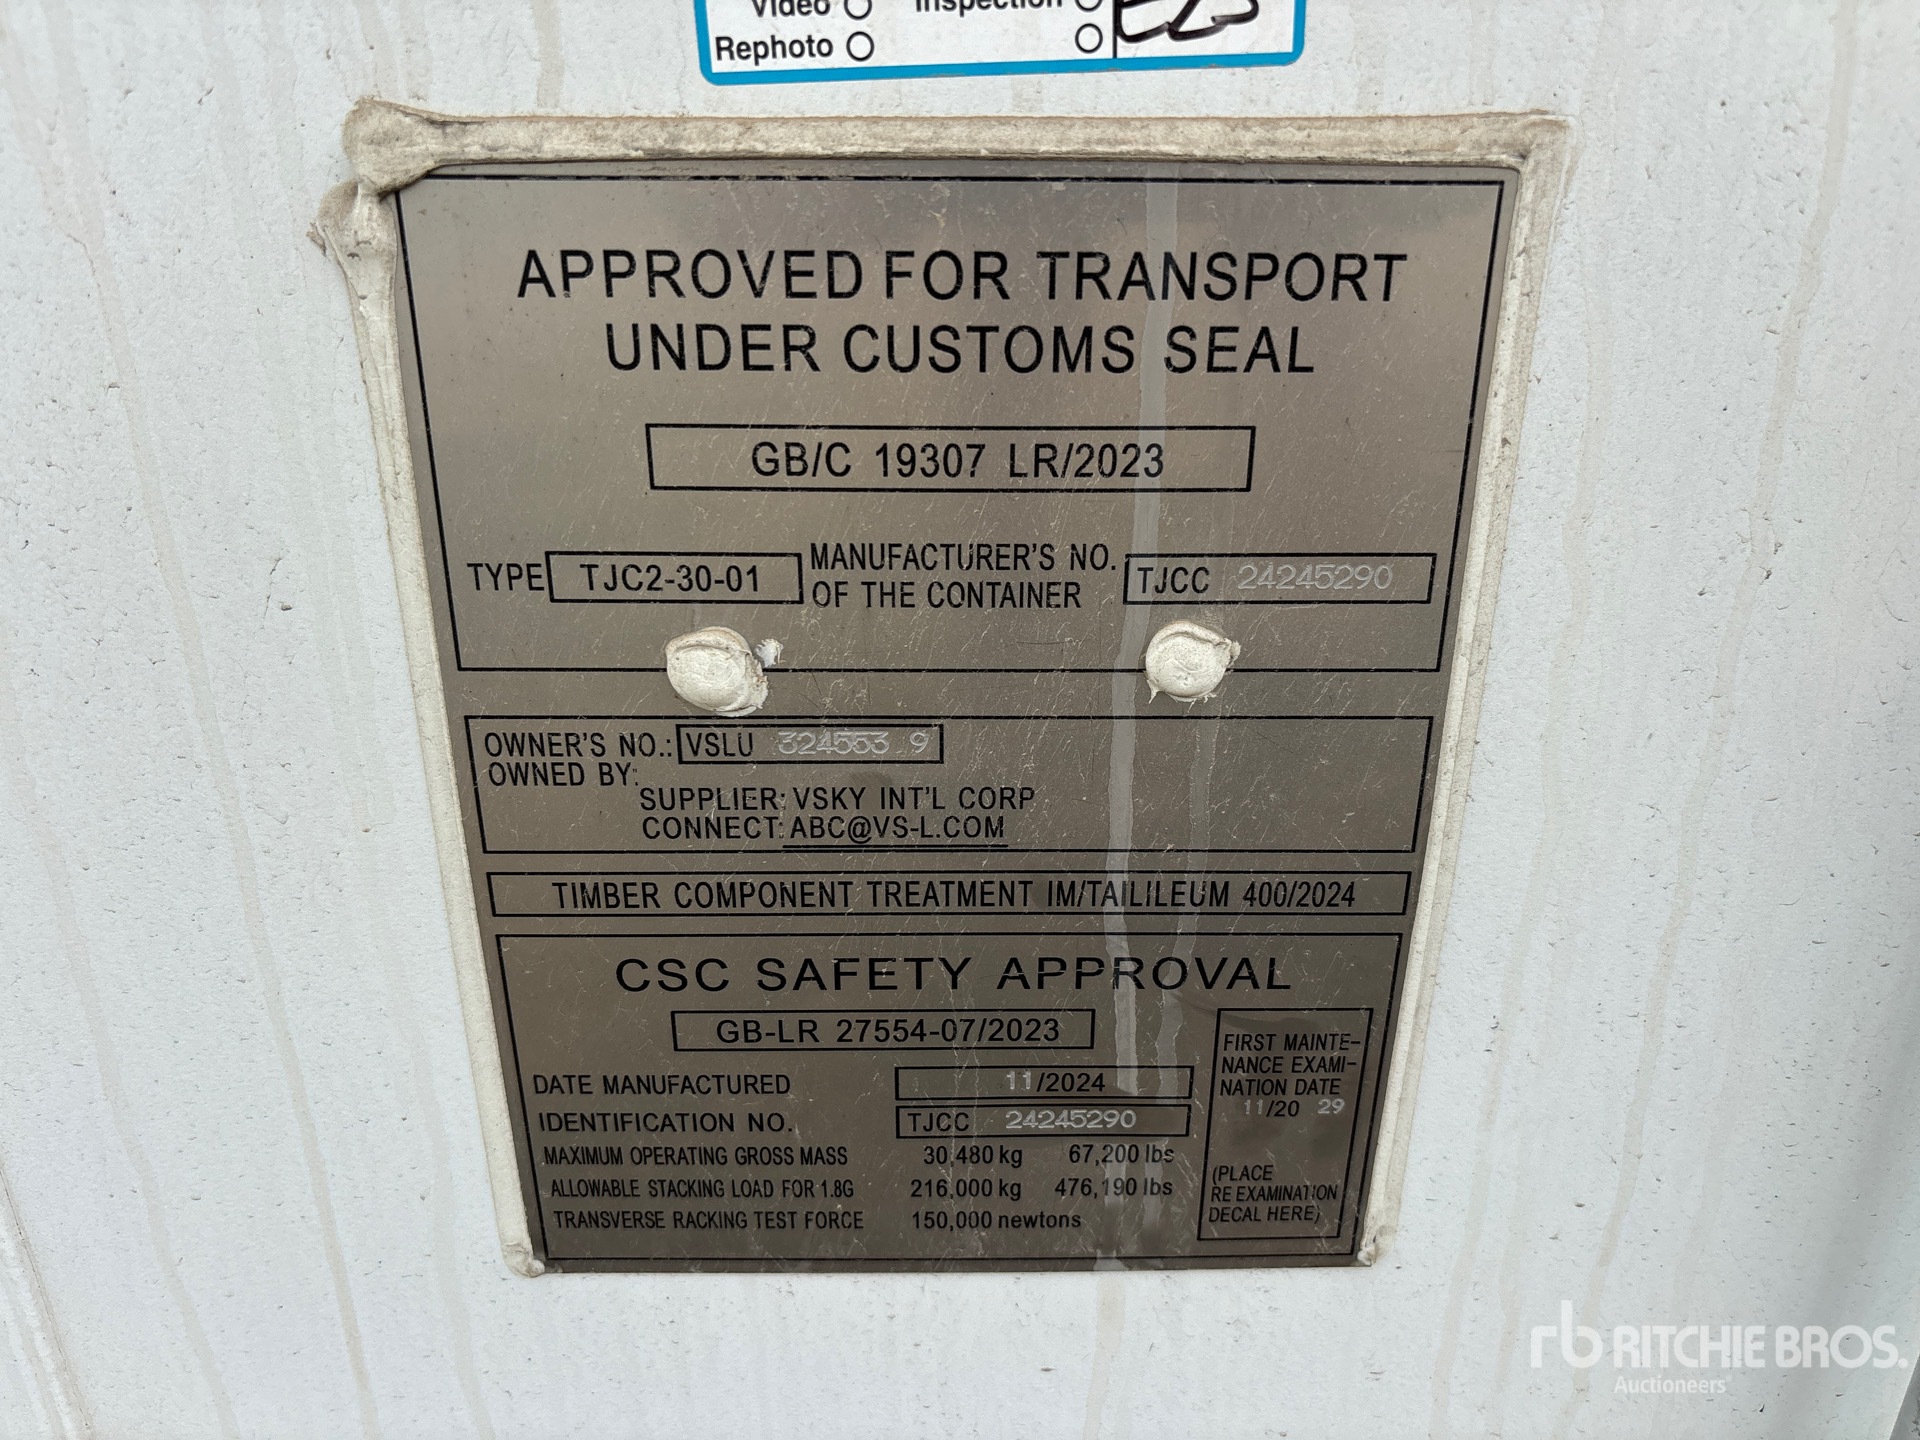 Video Inspection
Rephoto
APPROVED FOR TRANSPORT
UNDER CUSTOMS SEAL
GB/C 19307 LR/2023
TYPE TJC2-30-01 MANUFACTURER'S NO. OF THE CONTAINER TJCC 24245290
OWNER'S NO.: VSLU 324553 9
OWNED BY:
SUPPLIER: VSKY INT'L CORP
CONNECT: ABC@VS-L.COM
TIMBER COMPONENT TREATMENT IM/TAILILEUM 400/2024
CSC SAFETY APPROVAL
GB-LR 27554-07/2023
DATE MANUFACTURED 11/2024
IDENTIFICATION NO. TJCC 24245290
MAXIMUM OPERATING GROSS MASS 30,480 kg 67,200 lbs
ALLOWABLE STACKING LOAD FOR 1.8G 216,000 kg 476,190 lbs
TRANSVERSE RACKING TEST FORCE 150,000 newtons
FIRST MAINTE-
NANCE EXAMI-
NATION DATE
11/20 29
(PLACE
RE EXAMINATION
DECAL HERE)
rb RITCHIE BROS.
Auctioneers